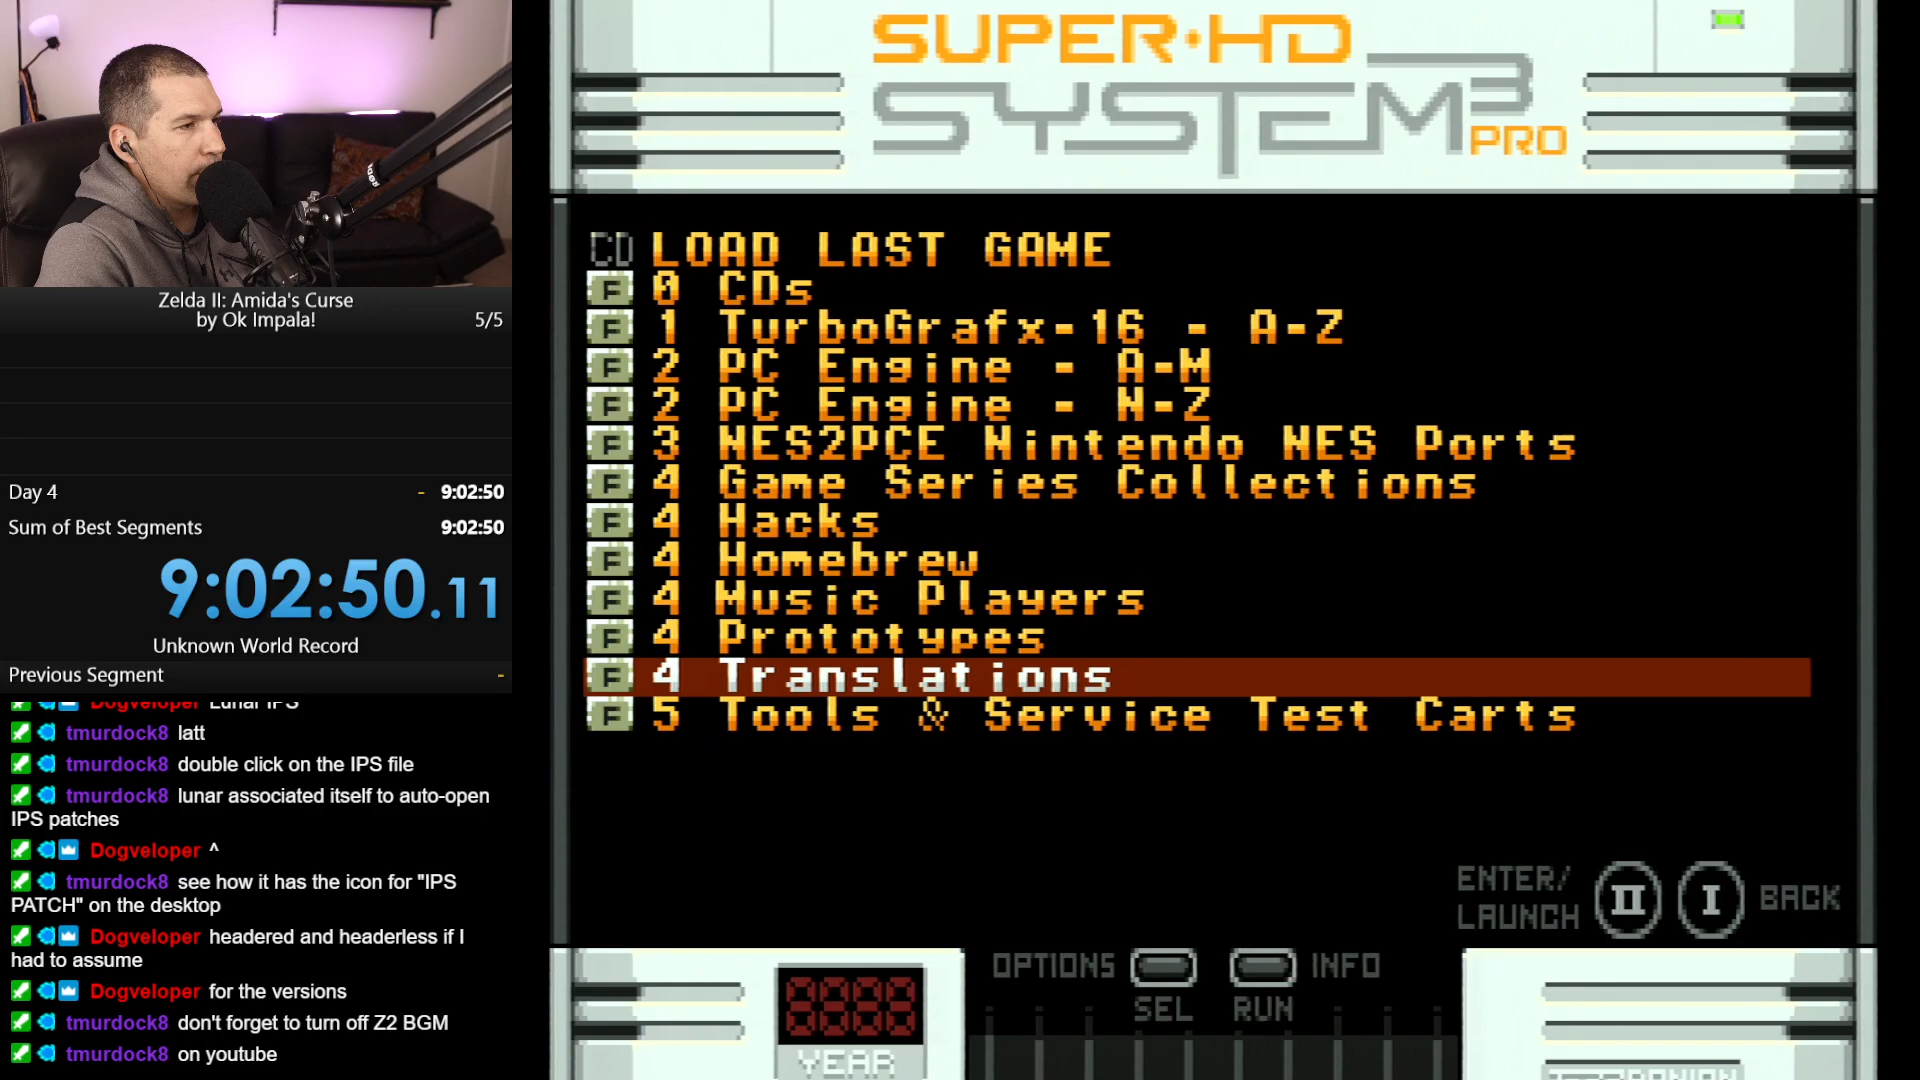 SUPER·HD
SYSTEM3
PRO
CD LOAD LAST GAME
F 0 CDs
F 1 TurboGrafx-16 - A-Z
F 2 PC Engine - A-M
F 2 PC Engine - N-Z
F 3 NES2PCE Nintendo NES Ports
F 4 Game Series Collections
F 4 Hacks
F 4 Homebrew
F 4 Music Players
F 4 Prototypes
F 4 Translations
F 5 Tools & Service Test Carts
ENTER/
LAUNCH II I BACK
OPTIONS SEL RUN INFO
YEAR
Zelda II: Amida's Curse
by Ok Impala! 5/5
Day 4 - 9:02:50
Sum of Best Segments 9:02:50
9:02:50.11
Unknown World Record
Previous Segment -
Dogveloper Lunar IPS
tmurdock8 latt
tmurdock8 double click on the IPS file
tmurdock8 lunar associated itself to auto-open
IPS patches
Dogveloper ^
tmurdock8 see how it has the icon for "IPS
PATCH" on the desktop
Dogveloper headered and headerless if I
had to assume
Dogveloper for the versions
tmurdock8 don't forget to turn off Z2 BGM
tmurdock8 on youtube